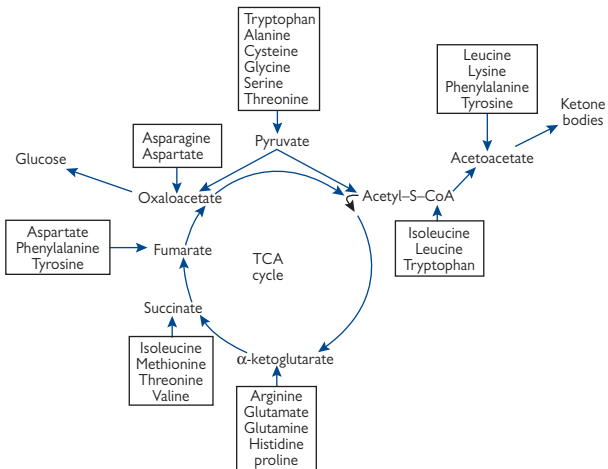 Tryptophan
Alanine
Cysteine
Glycine
Serine
Threonine
Leucine
Lysine
Phenylalanine
Tyrosine
Ketone
bodies
Asparagine
Aspartate
Pyruvate
Glucose
Acetoacetate
Oxaloacetate
Acetyl–S–CoA
Aspartate
Phenylalanine
Tyrosine
Fumarate
TCA
cycle
Isoleucine
Leucine
Tryptophan
Succinate
Isoleucine
Methionine
Threonine
Valine
α-ketoglutarate
Arginine
Glutamate
Glutamine
Histidine
proline